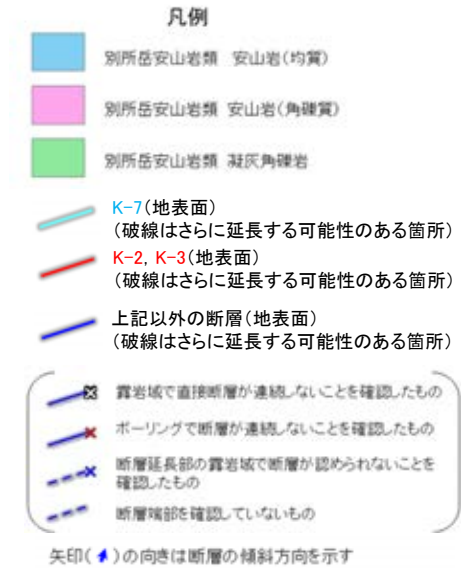 凡例
別所岳安山岩類 安山岩(均質)
別所岳安山岩類 安山岩(角礫質)
別所岳安山岩類 凝灰角礫岩
K-7(地表面)
(破線はさらに延長する可能性のある箇所)
K-2, K-3(地表面)
(破線はさらに延長する可能性のある箇所)
上記以外の断層(地表面)
(破線はさらに延長する可能性のある箇所)
露岩域で直接断層が連続しないことを確認したもの
ボーリングで断層が連続しないことを確認したもの
断層延長部の露岩域で断層が認められないことを
確認したもの
断層端部を確認していないもの
矢印( )の向きは断層の傾斜方向を示す